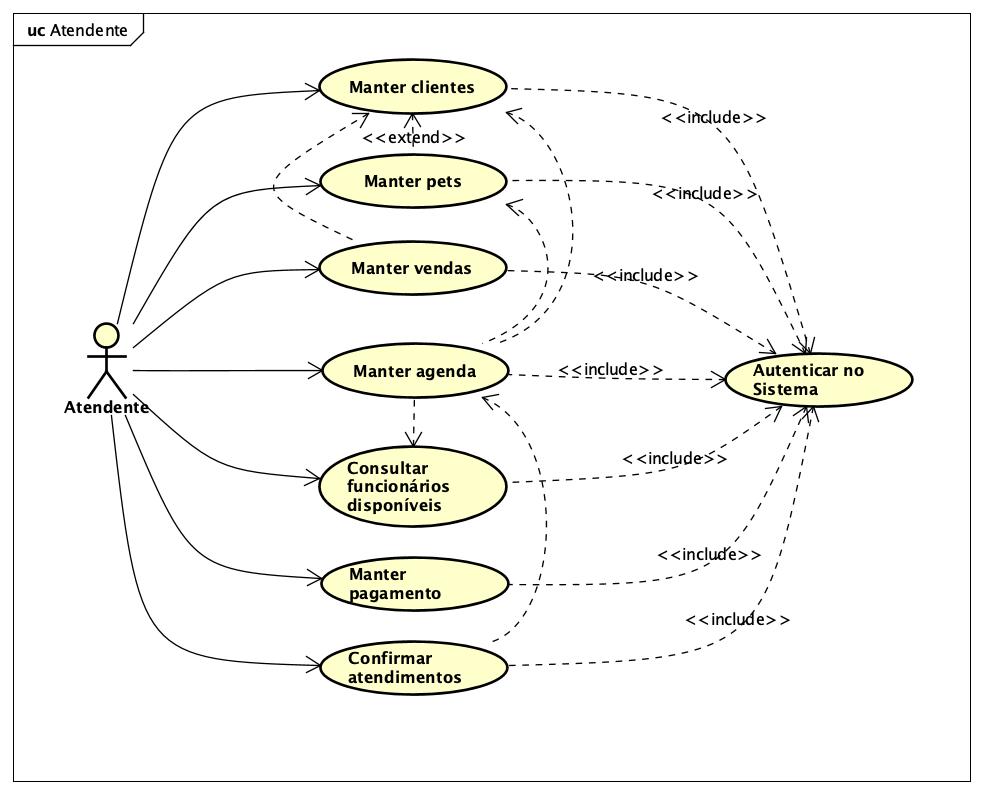 uc Atendente
Manter clientes
<<include>>
<<extend>>
Manter pets
<<include>>
Manter vendas
<<include>>
Manter agenda
<<include>>
Autenticar no
Sistema
Atendente
Consultar
funcionários
disponíveis
<<include>>
Manter
pagamento
<<include>>
Confirmar
atendimentos
<<include>>